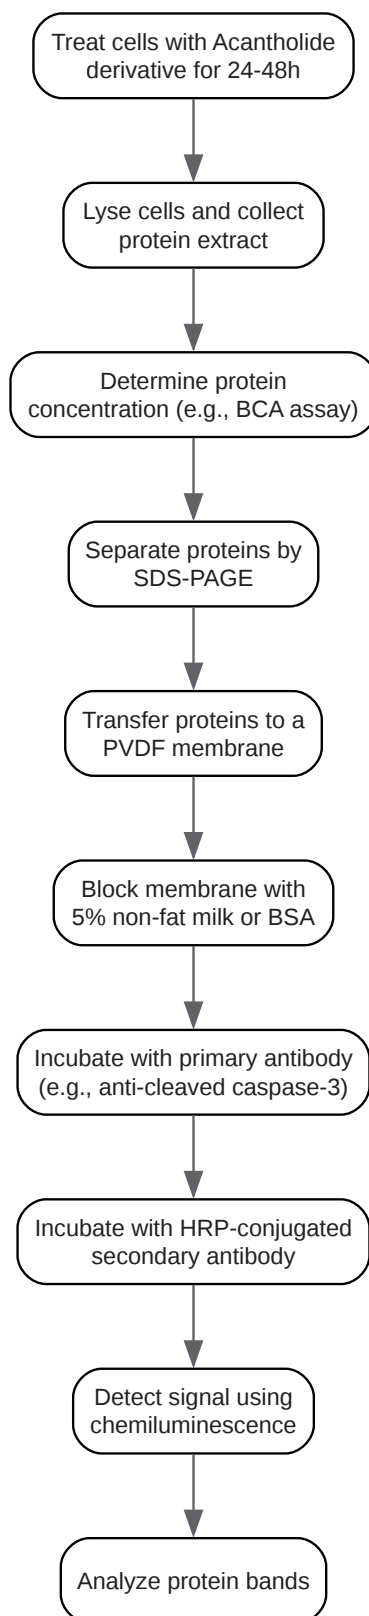 Treat cells with Acantholide
derivative for 24-48h
Lyse cells and collect
protein extract
Determine protein
concentration (e.g., BCA assay)
Separate proteins by
SDS-PAGE
Transfer proteins to a
PVDF membrane
Block membrane with
5% non-fat milk or BSA
Incubate with primary antibody
(e.g., anti-cleaved caspase-3)
Incubate with HRP-conjugated
secondary antibody
Detect signal using
chemiluminescence
Analyze protein bands